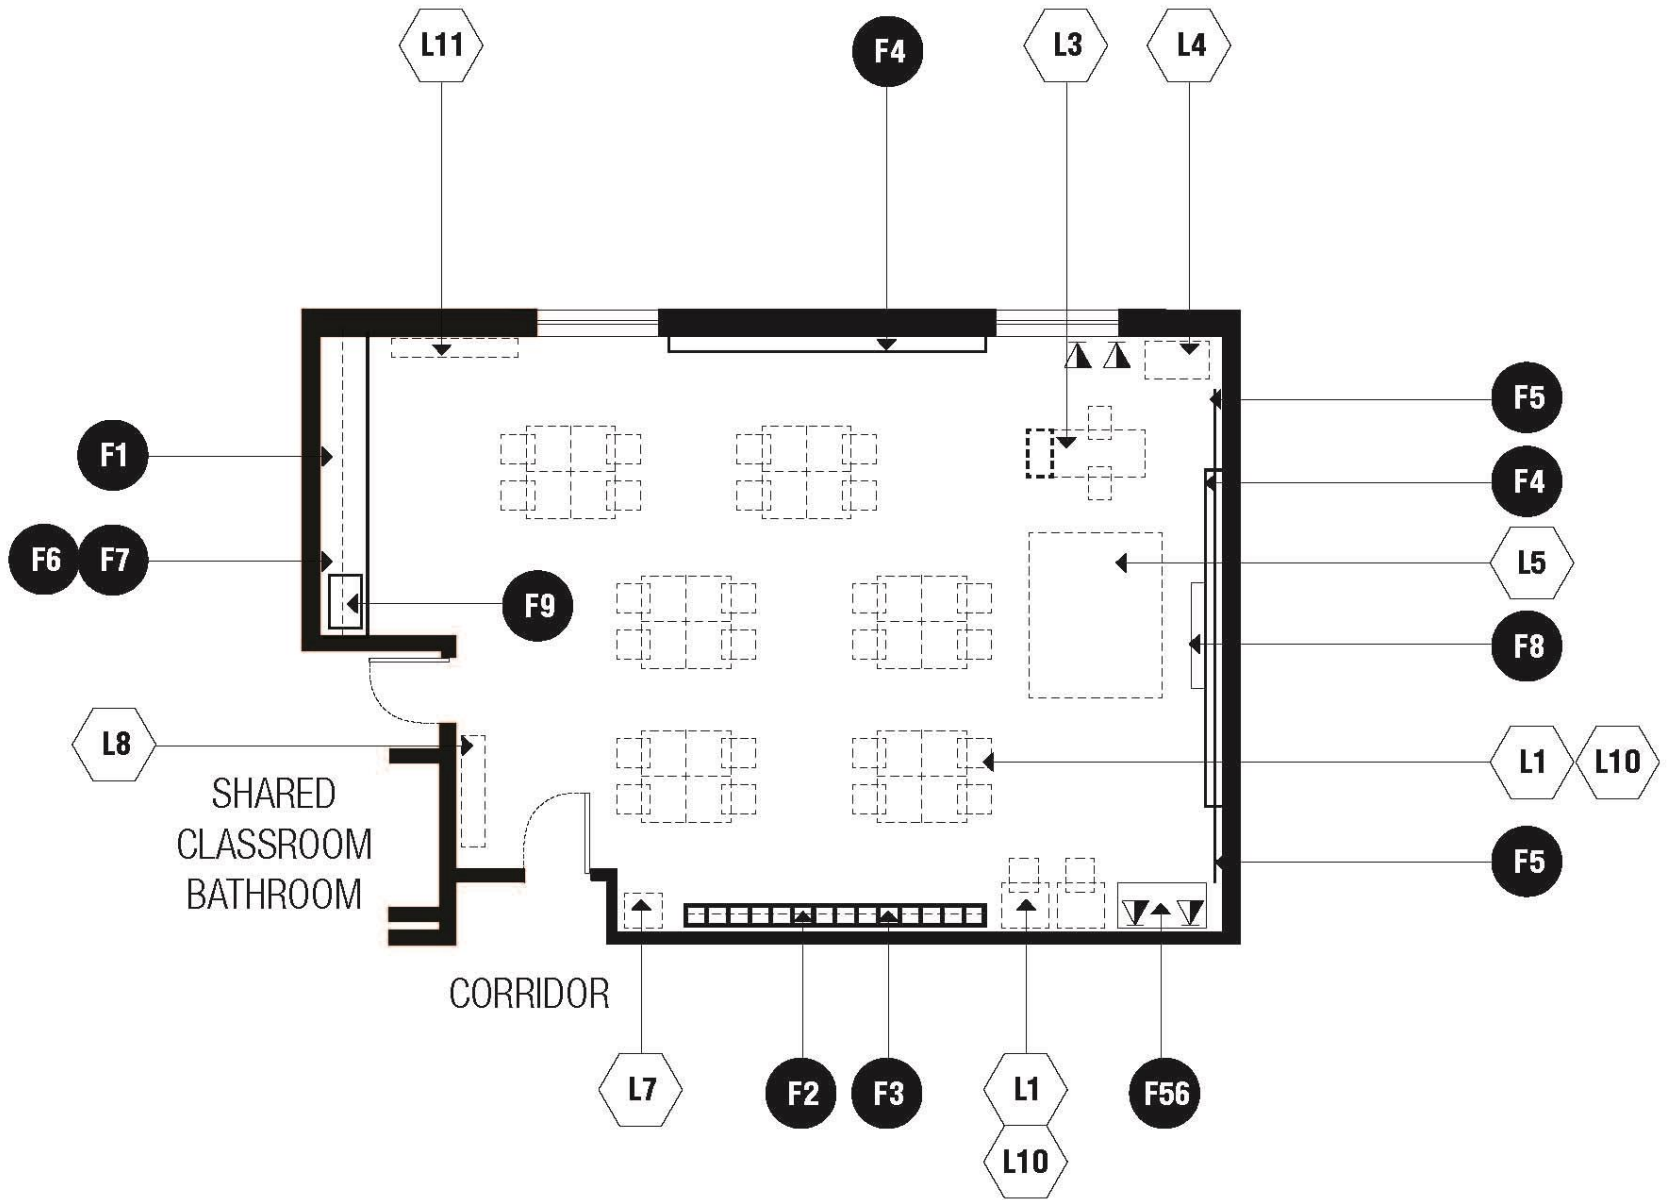 L11
F4
L3
L4
F5
F1
F4
F6
F7
L5
F9
F8
L8
L1
L10
SHARED
CLASSROOM
BATHROOM
F5
CORRIDOR
L7
F2
F3
L1
F56
L10